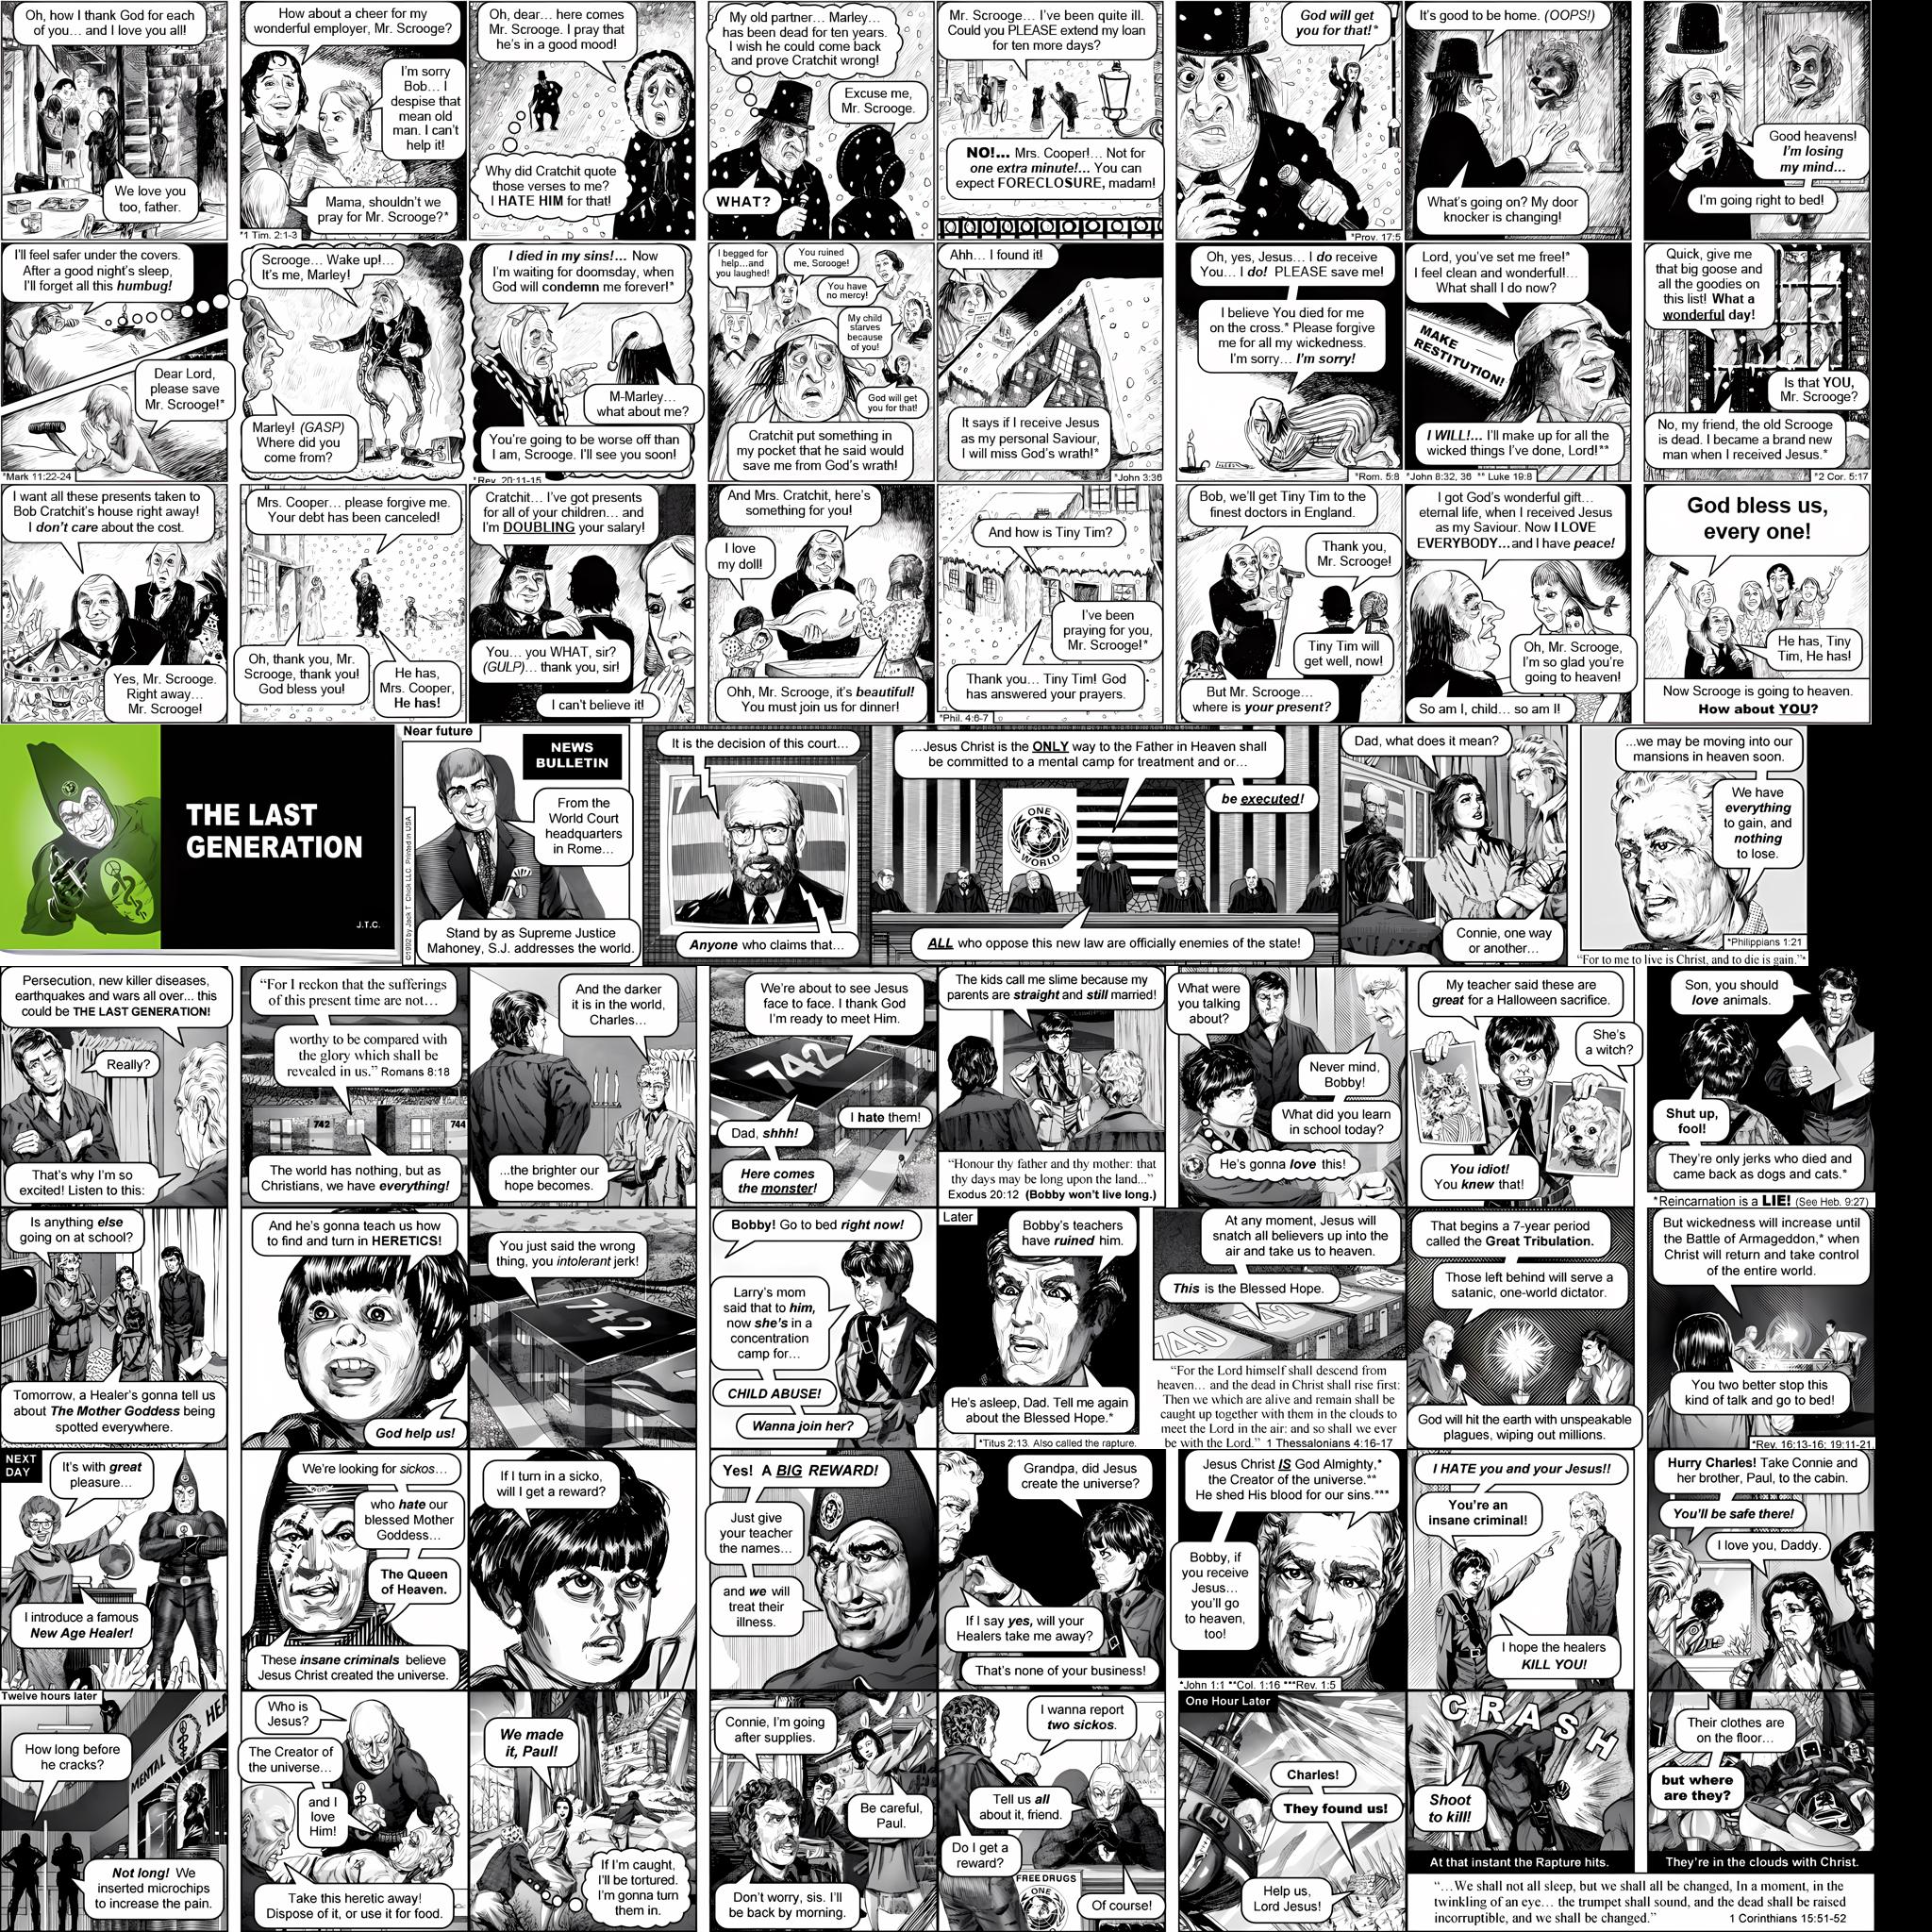 Oh, how I thank God for each
of you... and I love you all!
We love you
too, father.
How about a cheer for my
wonderful employer, Mr. Scrooge?
I'm sorry
Bob... I
despise that
mean old
man. I can't
help it!
Mama, shouldn't we
pray for Mr. Scrooge?*
*1 Tim. 2:1-3
Oh, dear... here comes
Mr. Scrooge. I pray that
he's in a good mood!
Why did Cratchit quote
those verses to me?
I HATE HIM for that!
My old partner... Marley...
has been dead for ten years.
I wish he could come back
and prove Cratchit wrong!
Excuse me,
Mr. Scrooge.
WHAT?
Mr. Scrooge... I've been quite ill.
Could you PLEASE extend my loan
for ten more days?
NO!... Mrs. Cooper!... Not for
one extra minute!... You can
expect FORECLOSURE, madam!
God will get
you for that!*
*Prov. 17:5
It's good to be home. (OOPS!)
What's going on? My door
knocker is changing!
Good heavens!
I'm losing
my mind...
I'm going right to bed!
I'll feel safer under the covers.
After a good night's sleep,
I'll forget all this humbug!
Dear Lord,
please save
Mr. Scrooge!*
*Mark 11:22-24
Scrooge... Wake up!...
It's me, Marley!
Marley! (GASP)
Where did you
come from?
I died in my sins!... Now
I'm waiting for doomsday, when
God will condemn me forever!*
M-Marley...
what about me?
You're going to be worse off than
I am, Scrooge. I'll see you soon!
*Rev. 20:11-15
I begged for
help...and
you laughed!
You ruined
me, Scrooge!
You have
no mercy!
My child
starves
because
of you!
God will get
you for that!
Cratchit put something in
my pocket that he said would
save me from God's wrath!
Ahh... I found it!
It says if I receive Jesus
as my personal Saviour,
I will miss God's wrath!*
*John 3:36
Oh, yes, Jesus... I do receive
You... I do! PLEASE save me!
I believe You died for me
on the cross.* Please forgive
me for all my wickedness.
I'm sorry... I'm sorry!
*Rom. 5:8
Lord, you've set me free!*
I feel clean and wonderful!...
What shall I do now?
MAKE
RESTITUTION!
I WILL!... I'll make up for all the
wicked things I've done, Lord!**
*John 8:32, 36 ** Luke 19:8
Quick, give me
that big goose and
all the goodies on
this list! What a
wonderful day!
Is that YOU,
Mr. Scrooge?
No, my friend, the old Scrooge
is dead. I became a brand new
man when I received Jesus.*
*2 Cor. 5:17
I want all these presents taken to
Bob Cratchit's house right away!
I don't care about the cost.
Yes, Mr. Scrooge.
Right away...
Mr. Scrooge!
Mrs. Cooper... please forgive me.
Your debt has been canceled!
Oh, thank you, Mr.
Scrooge, thank you!
God bless you!
He has,
Mrs. Cooper,
He has!
Cratchit... I've got presents
for all of your children... and
I'm DOUBLING your salary!
You... you WHAT, sir?
(GULP)... thank you, sir!
I can't believe it!
And Mrs. Cratchit, here's
something for you!
I love
my doll!
Ohh, Mr. Scrooge, it's beautiful!
You must join us for dinner!
And how is Tiny Tim?
I've been
praying for you,
Mr. Scrooge!*
Thank you... Tiny Tim! God
has answered your prayers.
*Phil. 4:6-7
Bob, we'll get Tiny Tim to the
finest doctors in England.
Thank you,
Mr. Scrooge!
Tiny Tim will
get well, now!
But Mr. Scrooge...
where is your present?
I got God's wonderful gift...
eternal life, when I received Jesus
as my Saviour. Now I LOVE
EVERYBODY...and I have peace!
Oh, Mr. Scrooge,
I'm so glad you're
going to heaven!
So am I, child... so am I!
God bless us,
every one!
He has, Tiny
Tim, He has!
Now Scrooge is going to heaven.
How about YOU?
THE LAST
GENERATION
J.T.C.
Near future
NEWS
BULLETIN
From the
World Court
headquarters
in Rome...
Stand by as Supreme Justice
Mahoney, S.J. addresses the world.
©1992 by Jack T. Chick LLC. Printed in USA
It is the decision of this court...
Anyone who claims that...
...Jesus Christ is the ONLY way to the Father in Heaven shall
be committed to a mental camp for treatment and or...
be executed!
ONE
WORLD
ALL who oppose this new law are officially enemies of the state!
Dad, what does it mean?
Connie, one way
or another...
...we may be moving into our
mansions in heaven soon.
We have
everything
to gain, and
nothing
to lose.
*Philippians 1:21
"For to me to live is Christ, and to die is gain."*
Persecution, new killer diseases,
earthquakes and wars all over... this
could be THE LAST GENERATION!
Really?
That's why I'm so
excited! Listen to this:
"For I reckon that the sufferings
of this present time are not...
worthy to be compared with
the glory which shall be
revealed in us." Romans 8:18
742
744
The world has nothing, but as
Christians, we have everything!
And the darker
it is in the world,
Charles...
...the brighter our
hope becomes.
We're about to see Jesus
face to face. I thank God
I'm ready to meet Him.
742
I hate them!
Dad, shhh!
Here comes
the monster!
The kids call me slime because my
parents are straight and still married!
"Honour thy father and thy mother: that
thy days may be long upon the land..."
Exodus 20:12 (Bobby won't live long.)
What were
you talking
about?
Never mind,
Bobby!
What did you learn
in school today?
He's gonna love this!
My teacher said these are
great for a Halloween sacrifice.
She's
a witch?
You idiot!
You knew that!
Son, you should
love animals.
Shut up,
fool!
They're only jerks who died and
came back as dogs and cats.*
*Reincarnation is a LIE! (See Heb. 9:27)
Is anything else
going on at school?
Tomorrow, a Healer's gonna tell us
about The Mother Goddess being
spotted everywhere.
And he's gonna teach us how
to find and turn in HERETICS!
God help us!
You just said the wrong
thing, you intolerant jerk!
742
Bobby! Go to bed right now!
Larry's mom
said that to him,
now she's in a
concentration
camp for...
CHILD ABUSE!
Wanna join her?
Later
Bobby's teachers
have ruined him.
He's asleep, Dad. Tell me again
about the Blessed Hope.*
*Titus 2:13. Also called the rapture.
At any moment, Jesus will
snatch all believers up into the
air and take us to heaven.
This is the Blessed Hope.
740
742
"For the Lord himself shall descend from
heaven... and the dead in Christ shall rise first:
Then we which are alive and remain shall be
caught up together with them in the clouds to
meet the Lord in the air: and so shall we ever
be with the Lord." 1 Thessalonians 4:16-17
That begins a 7-year period
called the Great Tribulation.
Those left behind will serve a
satanic, one-world dictator.
God will hit the earth with unspeakable
plagues, wiping out millions.
But wickedness will increase until
the Battle of Armageddon,* when
Christ will return and take control
of the entire world.
You two better stop this
kind of talk and go to bed!
*Rev. 16:13-16; 19:11-21
NEXT
DAY
It's with great
pleasure...
I introduce a famous
New Age Healer!
We're looking for sickos...
who hate our
blessed Mother
Goddess...
The Queen
of Heaven.
These insane criminals believe
Jesus Christ created the universe.
If I turn in a sicko,
will I get a reward?
Yes! A BIG REWARD!
Just give
your teacher
the names...
and we will
treat their
illness.
Grandpa, did Jesus
create the universe?
If I say yes, will your
Healers take me away?
That's none of your business!
Jesus Christ IS God Almighty,*
the Creator of the universe.**
He shed His blood for our sins.***
Bobby, if
you receive
Jesus...
you'll go
to heaven,
too!
*John 1:1 **Col. 1:16 ***Rev. 1:5
I HATE you and your Jesus!!
You're an
insane criminal!
I hope the healers
KILL YOU!
Hurry Charles! Take Connie and
her brother, Paul, to the cabin.
You'll be safe there!
I love you, Daddy.
Twelve hours later
How long before
he cracks?
MENTAL
HEA
Not long! We
inserted microchips
to increase the pain.
Who is
Jesus?
The Creator of
the universe...
and I
love
Him!
Take this heretic away!
Dispose of it, or use it for food.
We made
it, Paul!
If I'm caught,
I'll be tortured.
I'm gonna turn
them in.
Connie, I'm going
after supplies.
Be careful,
Paul.
Don't worry, sis. I'll
be back by morning.
I wanna report
two sickos.
Tell us all
about it, friend.
Do I get a
reward?
FREE DRUGS
ONE
Of course!
One Hour Later
Charles!
They found us!
Help us,
Lord Jesus!
CRASH
Shoot
to kill!
At that instant the Rapture hits.
Their clothes are
on the floor...
but where
are they?
They're in the clouds with Christ.
"...We shall not all sleep, but we shall all be changed, In a moment, in the
twinkling of an eye... the trumpet shall sound, and the dead shall be raised
incorruptible, and we shall be changed." 1 Corinthians 15:51-52